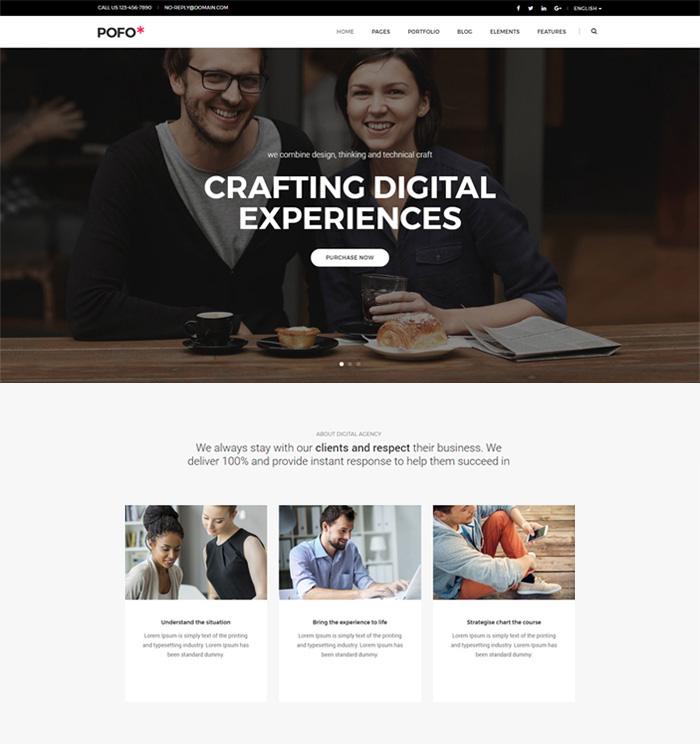 CALL US 123-456-7890 | NO-REPLY@DOMAIN.COM
ENGLISH
POFO*
HOME PAGES PORTFOLIO BLOG ELEMENTS FEATURES
we combine design, thinking and technical craft
CRAFTING DIGITAL
EXPERIENCES
PURCHASE NOW
ABOUT DIGITAL AGENCY
We always stay with our clients and respect their business. We
deliver 100% and provide instant response to help them succeed in
Understand the situation
Lorem Ipsum is simply text of the printing
and typesetting industry. Lorem Ipsum has
been standard dummy.
Bring the experience to life
Lorem Ipsum is simply text of the printing
and typesetting industry. Lorem Ipsum has
been standard dummy.
Strategise chart the course
Lorem Ipsum is simply text of the printing
and typesetting industry. Lorem Ipsum has
been standard dummy.